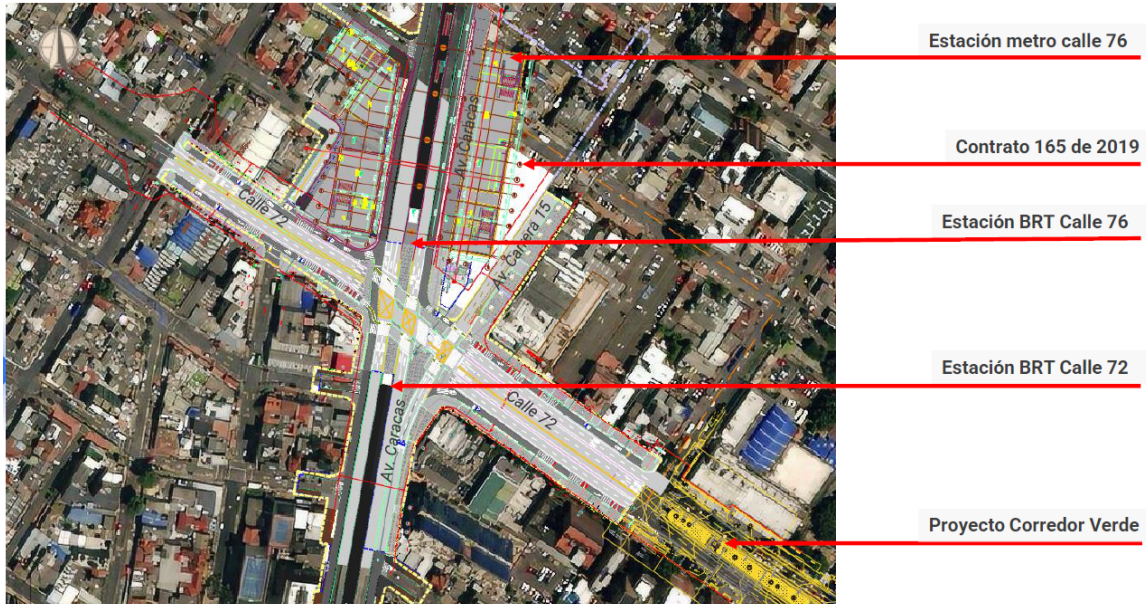 Estación metro calle 76
Contrato 165 de 2019
Estación BRT Calle 76
Estación BRT Calle 72
Proyecto Corredor Verde
Av. Caracas
Calle 72
Av. Carrera 15
Calle 72
Av. Caracas